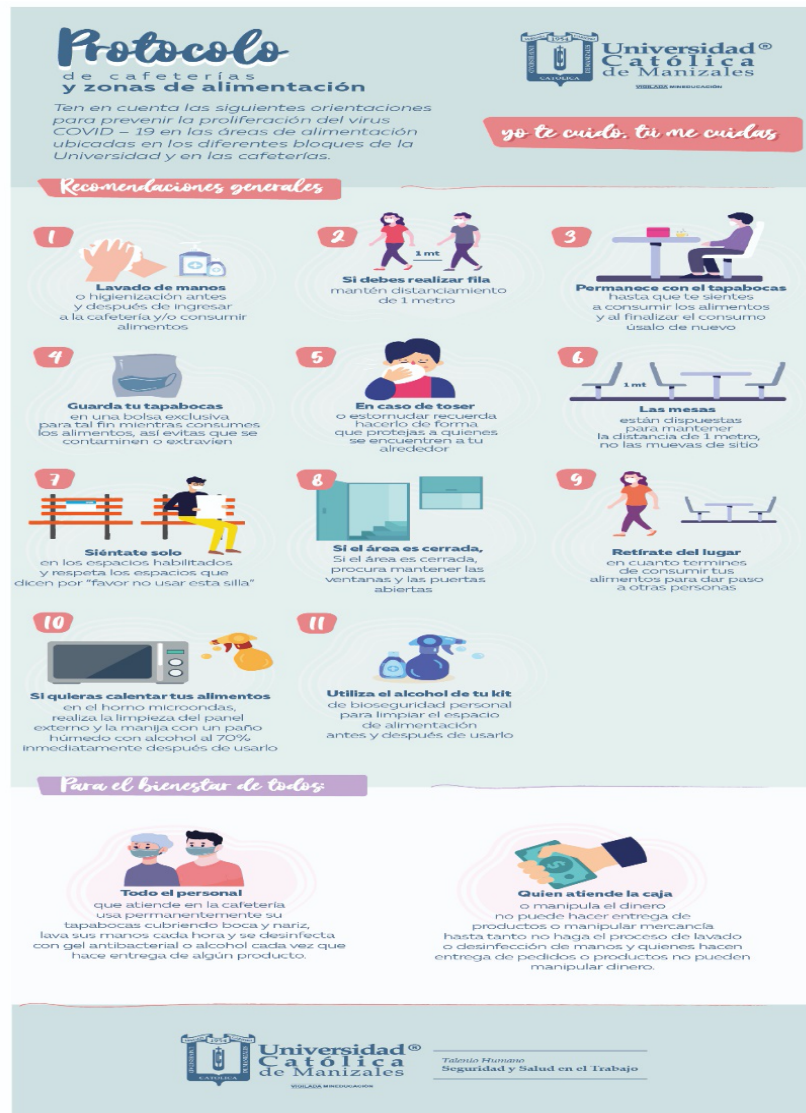 Protocolo
de cafeterías
y zonas de alimentación
Ten en cuenta las siguientes orientaciones
para prevenir la proliferación del virus
COVID – 19 en las áreas de alimentación
ubicadas en los diferentes bloques de la
Universidad y en las cafeterías.
1954
CATÓLICA
Universidad®
Católica
de Manizales
VIGILADA MINEDUCACIÓN
yo te cuido, tú me cuidas
Recomendaciones generales
1
Lavado de manos
o higienización antes
y después de ingresar
a la cafetería y/o consumir
alimentos
2
1 mt
Si debes realizar fila
mantén distanciamiento
de 1 metro
3
Permanece con el tapabocas
hasta que te sientes
a consumir los alimentos
y al finalizar el consumo
úsalo de nuevo
4
Guarda tu tapabocas
en una bolsa exclusiva
para tal fin mientras consumes
los alimentos, así evitas que se
contaminen o extravíen
5
En caso de toser
o estornudar recuerda
hacerlo de forma
que protejas a quienes
se encuentren a tu
alrededor
6
1 mt
Las mesas
están dispuestas
para mantener
la distancia de 1 metro,
no las muevas de sitio
7
Siéntate solo
en los espacios habilitados
y respeta los espacios que
dicen por "favor no usar esta silla"
8
Si el área es cerrada,
Si el área es cerrada,
procura mantener las
ventanas y las puertas
abiertas
9
Retírate del lugar
en cuanto termines
de consumir tus
alimentos para dar paso
a otras personas
10
Si quieras calentar tus alimentos
en el horno microondas,
realiza la limpieza del panel
externo y la manija con un paño
húmedo con alcohol al 70%
inmediatamente después de usarlo
11
Utiliza el alcohol de tu kit
de bioseguridad personal
para limpiar el espacio
de alimentación
antes y después de usarlo
Para el bienestar de todos:
Todo el personal
que atiende en la cafetería
usa permanentemente su
tapabocas cubriendo boca y nariz,
lava sus manos cada hora y se desinfecta
con gel antibacterial o alcohol cada vez que
hace entrega de algún producto.
Quien atiende la caja
o manipula el dinero
no puede hacer entrega de
productos o manipular mercancía
hasta tanto no haga el proceso de lavado
o desinfección de manos y quienes hacen
entrega de pedidos o productos no pueden
manipular dinero.
1954
CATÓLICA
Universidad®
Católica
de Manizales
VIGILADA MINEDUCACIÓN
Talento Humano
Seguridad y Salud en el Trabajo